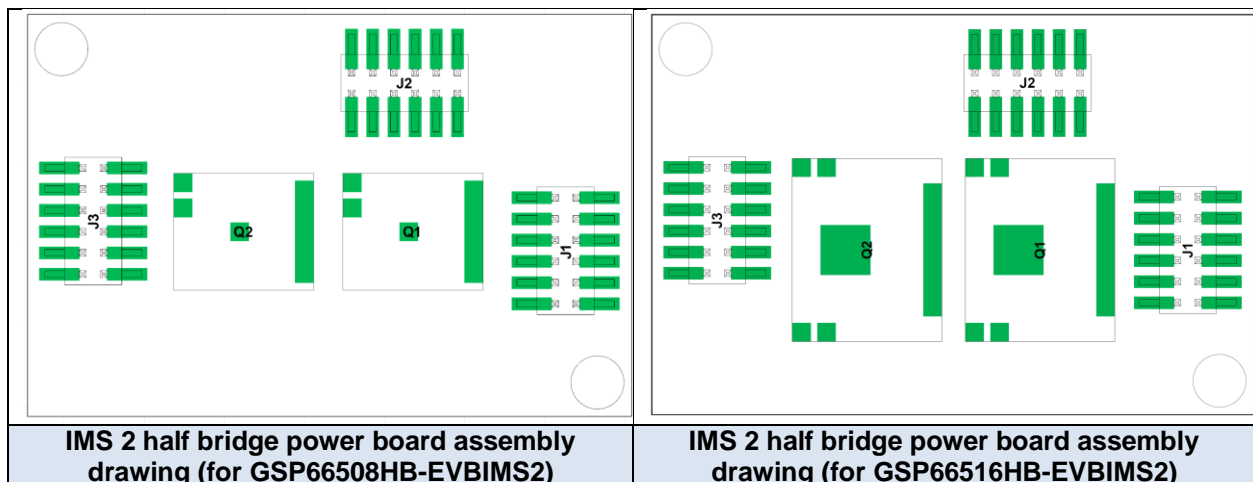 J2
J3
Q2
Q1
J1
J2
J3
Q2
Q1
J1
IMS 2 half bridge power board assembly
drawing (for GSP66508HB-EVBIMS2)
IMS 2 half bridge power board assembly
drawing (for GSP66516HB-EVBIMS2)